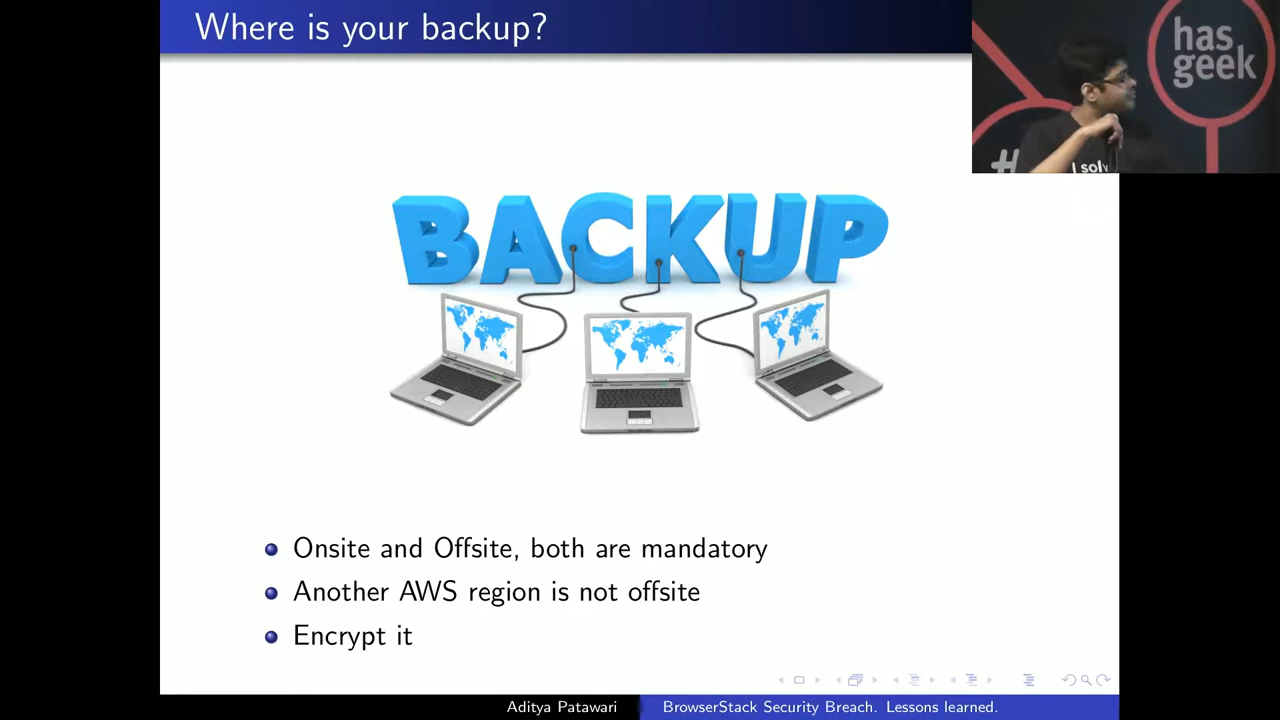 Where is your backup?
has
geek
solv
BACKUP
Onsite and Offsite, both are mandatory
Another AWS region is not offsite
Encrypt it
Aditya Patawari
BrowserStack Security Breach. Lessons learned.